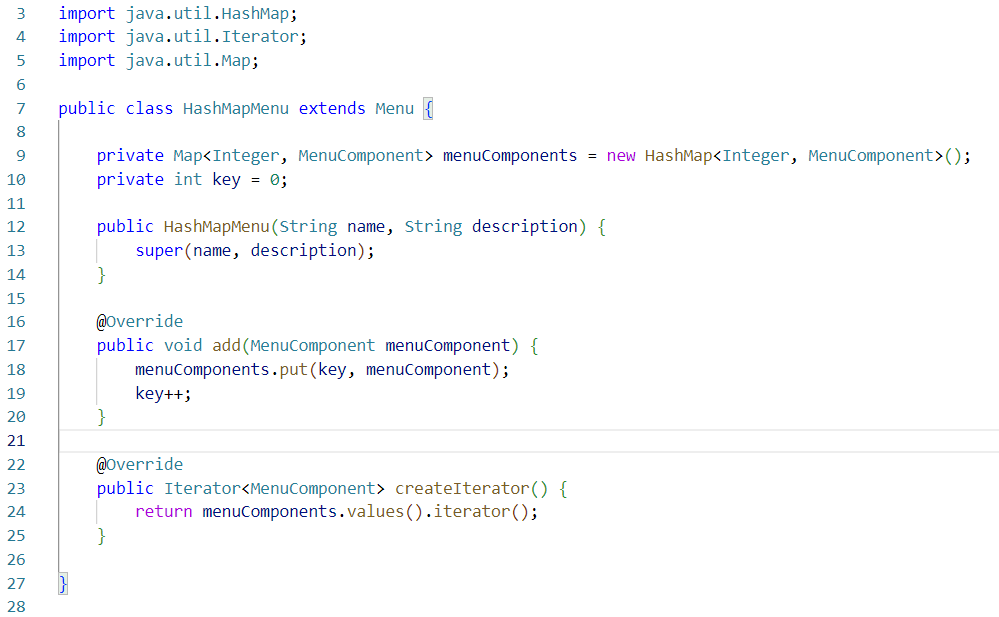 3 import java.util.HashMap;
4 import java.util.Iterator;
5 import java.util.Map;
6
7 public class HashMapMenu extends Menu {
8
9     private Map<Integer, MenuComponent> menuComponents = new HashMap<Integer, MenuComponent>();
10     private int key = 0;
11
12     public HashMapMenu(String name, String description) {
13         super(name, description);
14     }
15
16     @Override
17     public void add(MenuComponent menuComponent) {
18         menuComponents.put(key, menuComponent);
19         key++;
20     }
21
22     @Override
23     public Iterator<MenuComponent> createIterator() {
24         return menuComponents.values().iterator();
25     }
26
27 }
28